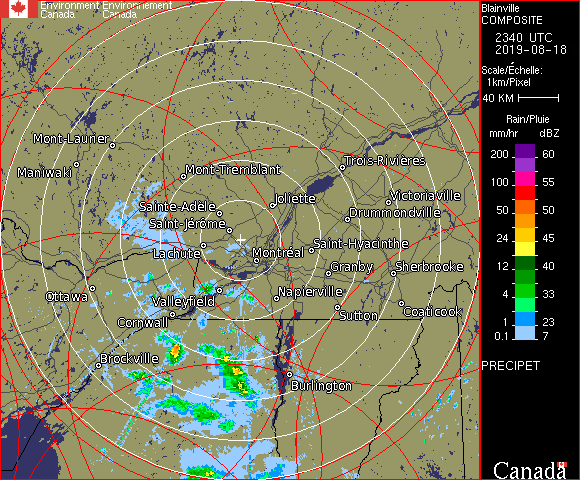 Environment Environnement
Canada Canada
Blainville
COMPOSITE
2340 UTC
2019-08-18
Scale/Échelle:
1km/Pixel
40 KM
Rain/Pluie
mm/hr dBZ
200 60
150 57
100 55
50 50
24 45
12 40
4 33
1 23
0.1 7
PRECIPET
Canada
Mont-Laurier
Maniwaki
Mont-Tremblant
Trois-Rivières
Joliette
Victoriaville
Sainte-Adèle
Drummondville
Saint-Jérôme
Lachute
Montréal
Saint-Hyacinthe
Granby
Sherbrooke
Ottawa
Valleyfield
Napierville
Cornwall
Sutton
Coaticook
Brockville
Burlington